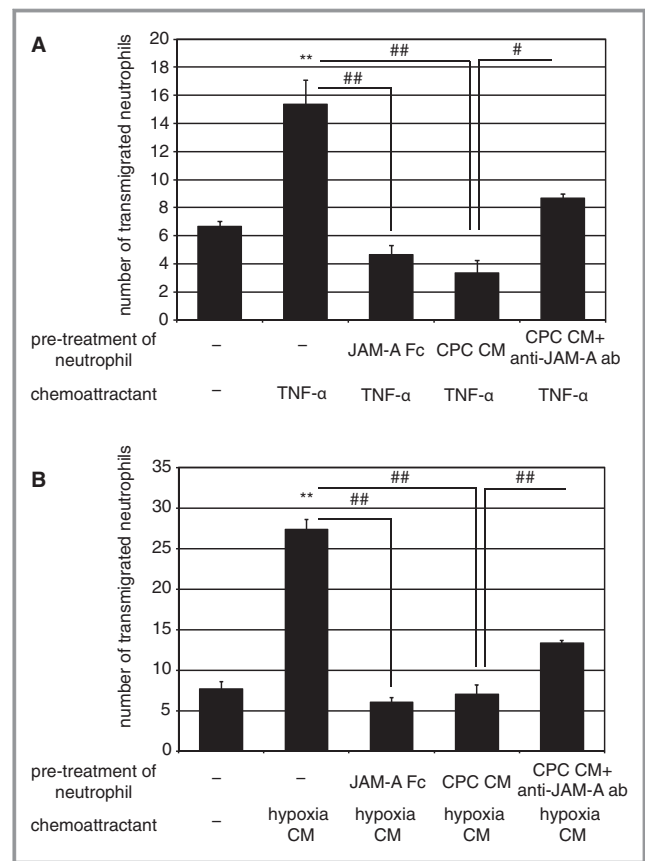 A
20
18
16
14
12
10
8
6
4
2
0
number of transmigrated neutrophils
** ## ## #
pre-treatment of neutrophil
– – JAM-A Fc CPC CM CPC CM+ anti-JAM-A ab
chemoattractant
– TNF-α TNF-α TNF-α TNF-α
B
35
30
25
20
15
10
5
0
number of transmigrated neutrophils
** ## ## ##
pre-treatment of neutrophil
– – JAM-A Fc CPC CM CPC CM+ anti-JAM-A ab
chemoattractant
– hypoxia CM hypoxia CM hypoxia CM hypoxia CM